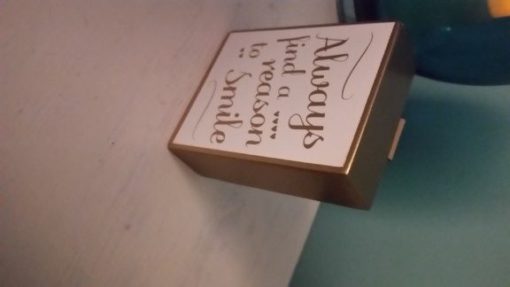 Always
find a
reason
to
Smile